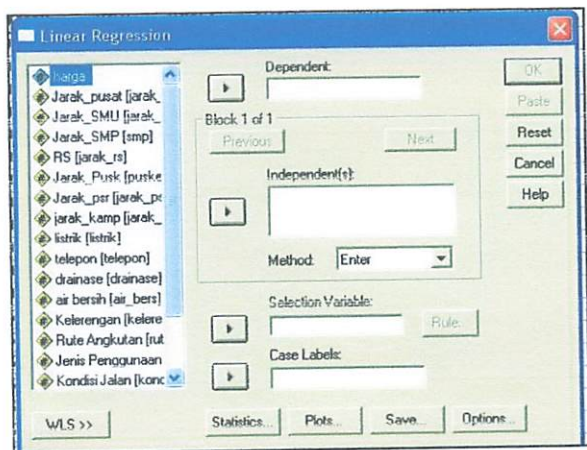 Linear Regression
harga
Jarak_pusat [jarak_
Jarak_SMU [jarak_
Jarak_SMP [smp]
RS [jarak_rs]
Jarak_Pusk [puske
Jarak_psr [jarak_ps
jarak_kamp [jarak_
listrik [listrik]
telepon [telepon]
drainase [drainase]
air bersih [air_bers]
Kelerengan [kelere
Rute Angkutan [rut
Jenis Penggunaan
Kondisi Jalan [konc
WLS >>
Dependent:
Block 1 of 1
Previous
Next
Independent(s):
Method:
Enter
Selection Variable:
Rule...
Case Labels:
Statistics...
Plots...
Save...
Options...
OK
Paste
Reset
Cancel
Help